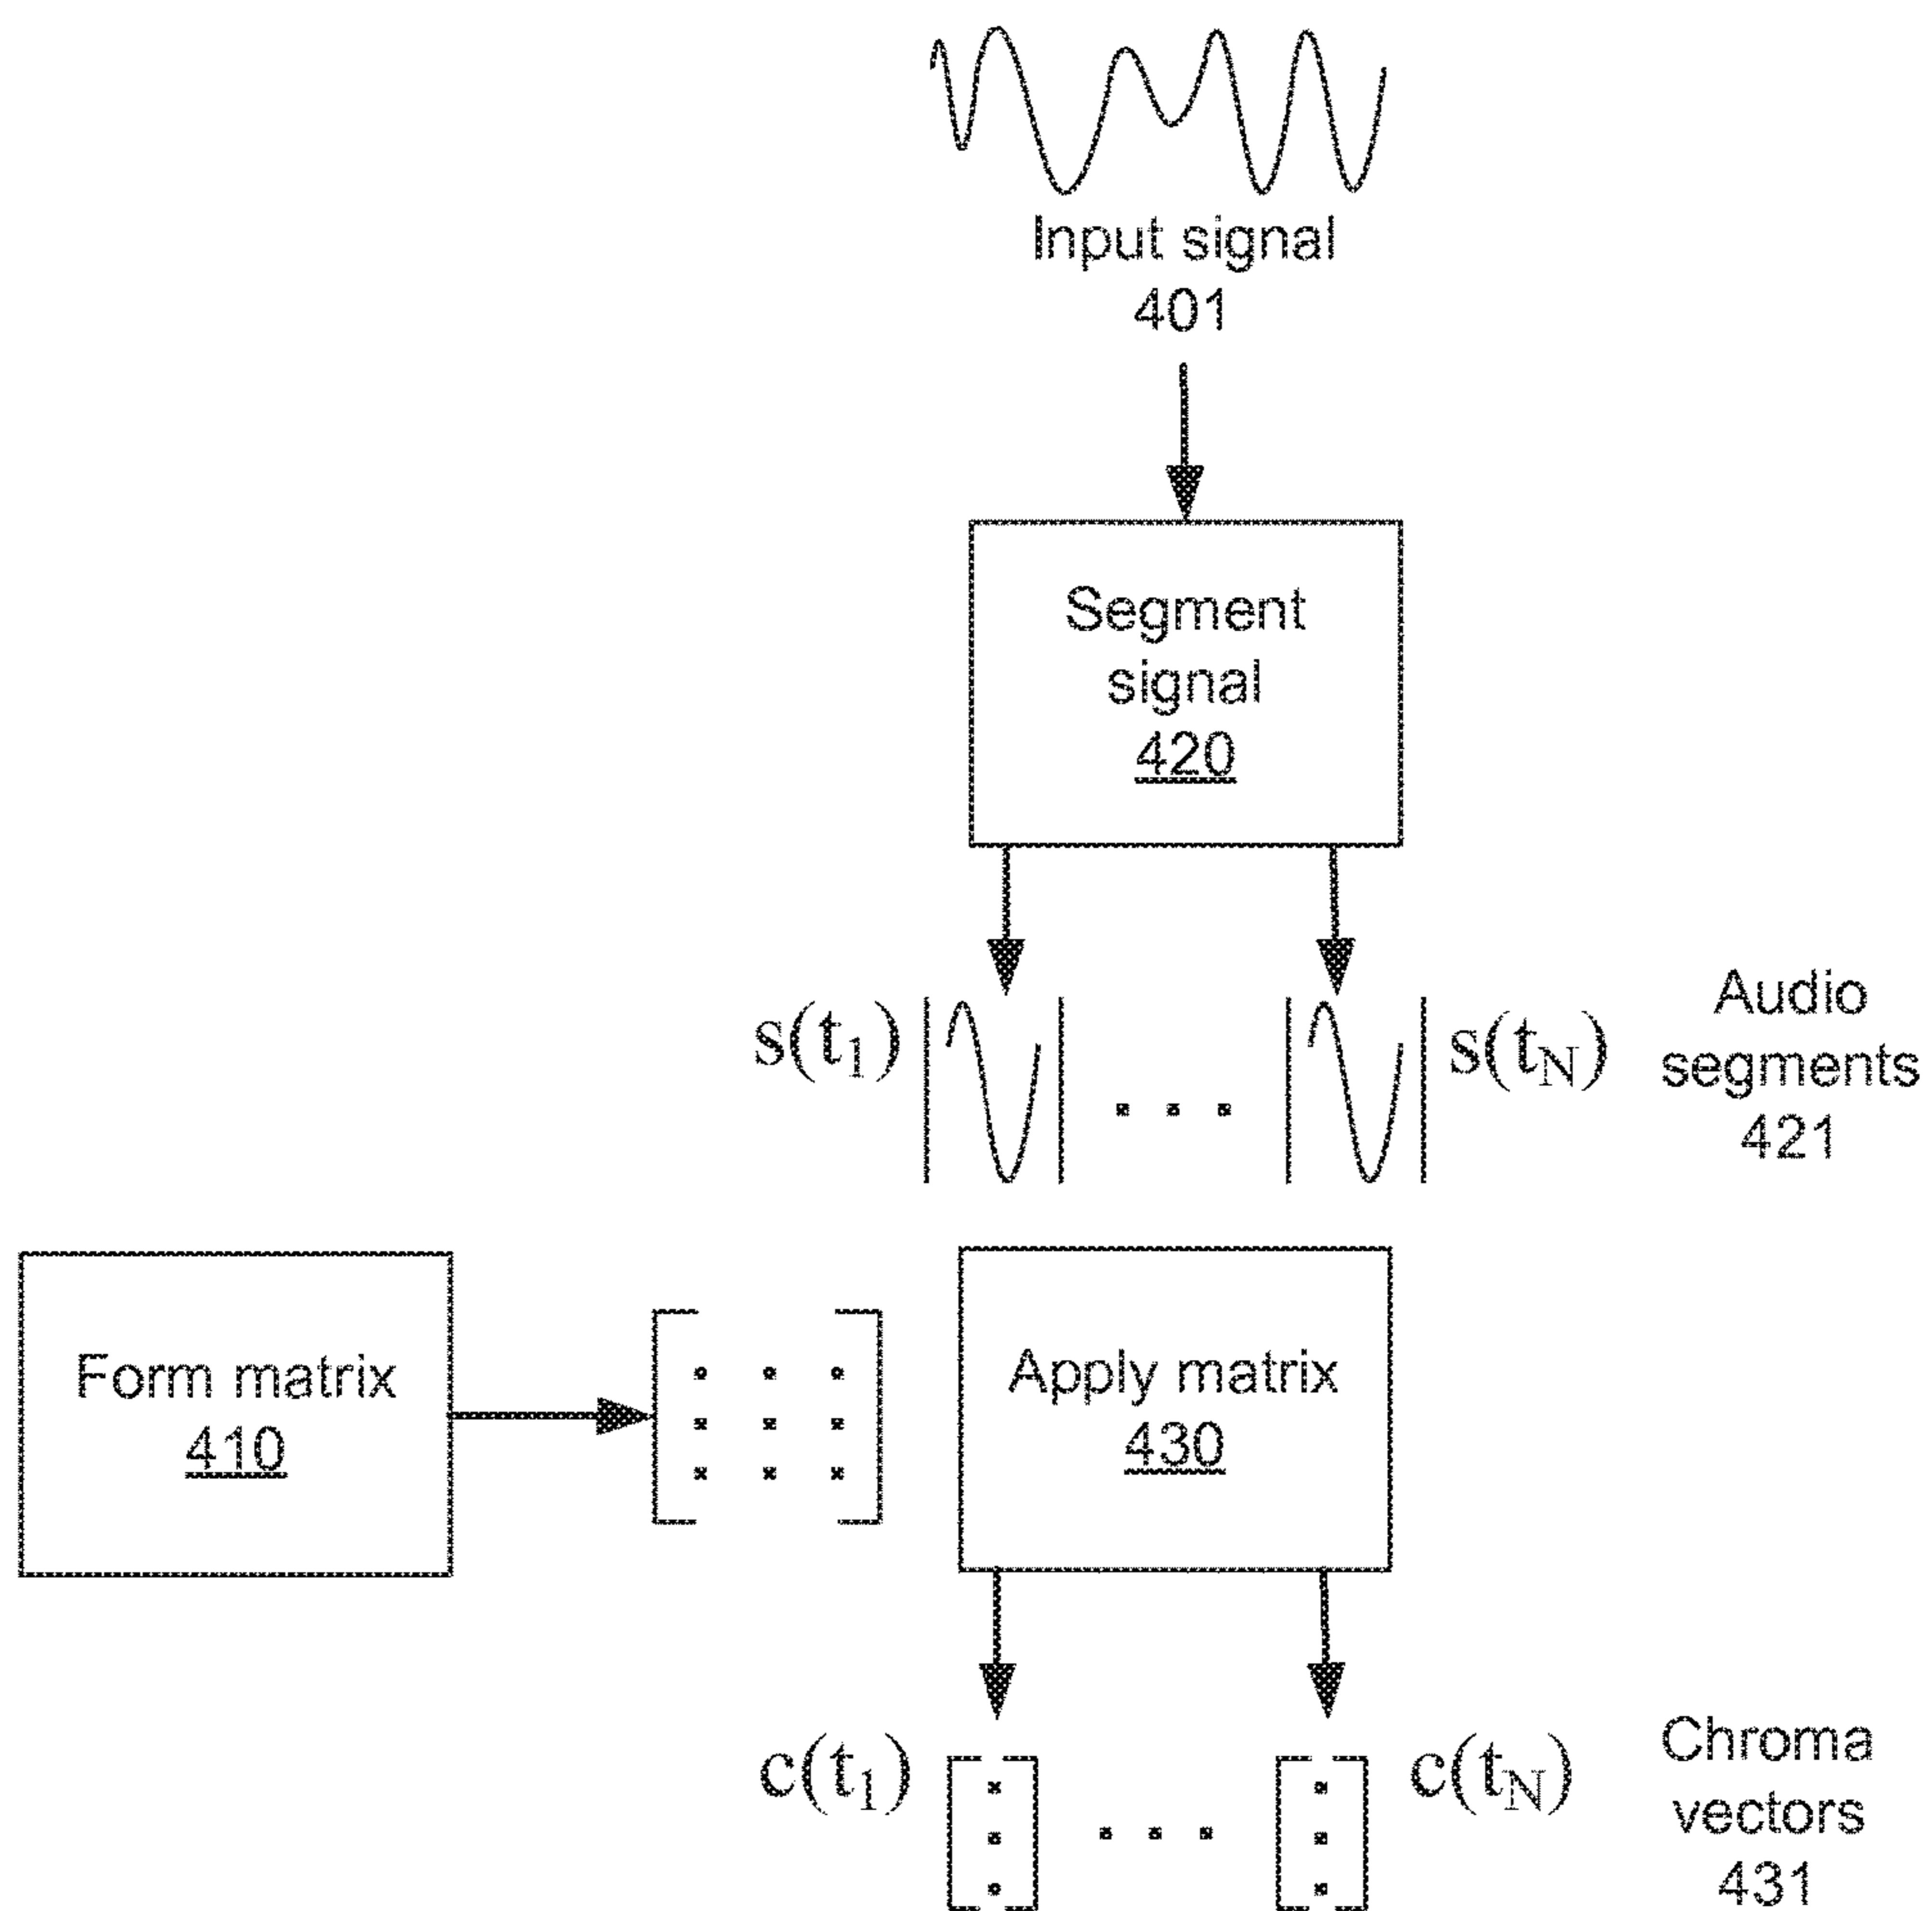 Input signal
401
Segment
signal
420
s(t1)
s(tN)
Audio
segments
421
Form matrix
410
Apply matrix
430
c(t1)
c(tN)
Chroma
vectors
431